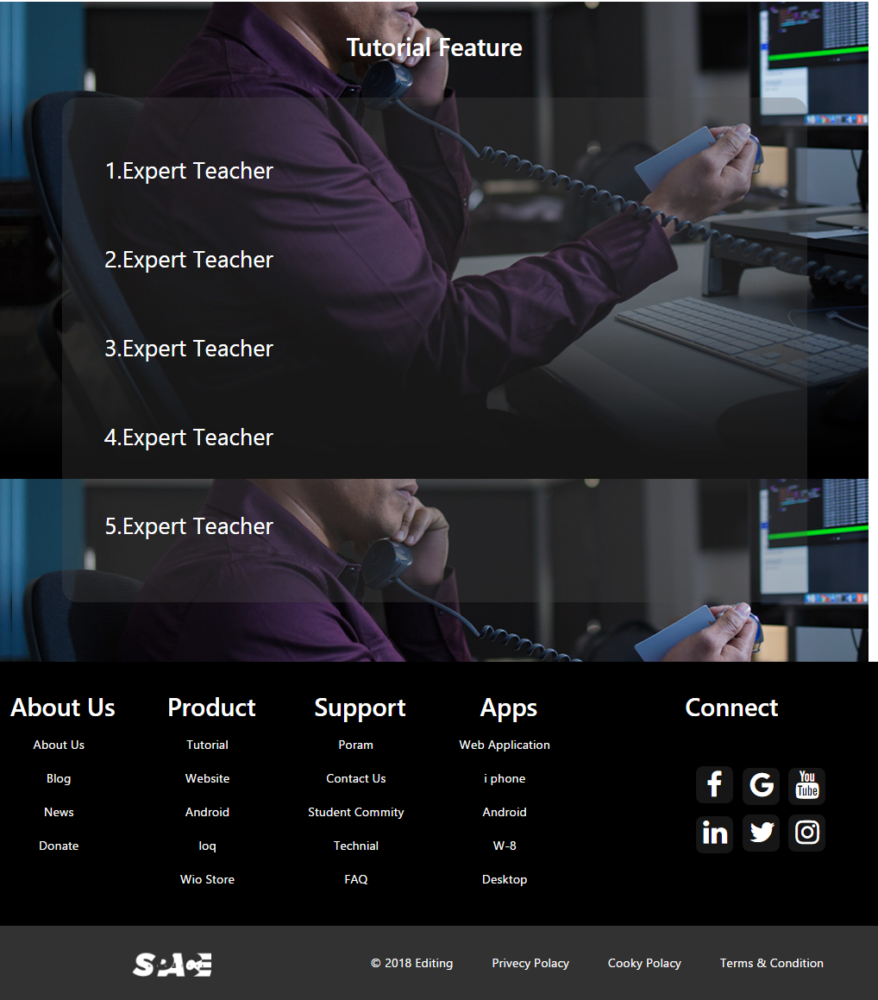 Tutorial Feature
1.Expert Teacher
2.Expert Teacher
3.Expert Teacher
4.Expert Teacher
5.Expert Teacher
About Us Product Support Apps Connect
About Us Tutorial Poram Web Application
Blog Website Contact Us i phone
News Android Student Commity Android
Donate loq Technial W-8
Wio Store FAQ Desktop
You
Tube
SPACE
© 2018 Editing Privecy Polacy Cooky Polacy Terms & Condition